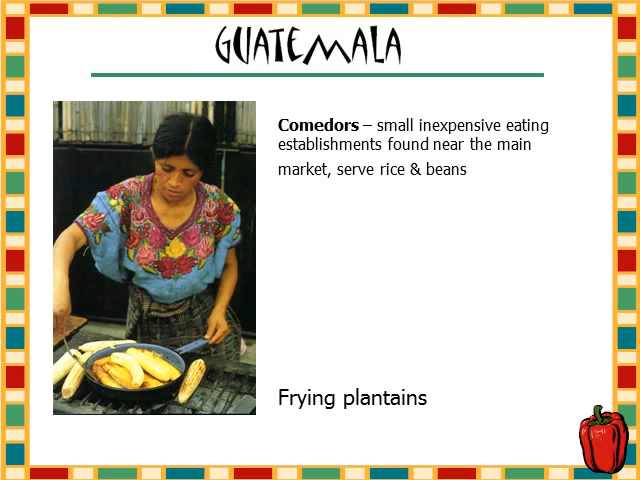 GUATEMALA
Comedors – small inexpensive eating
establishments found near the main
market, serve rice & beans
Frying plantains